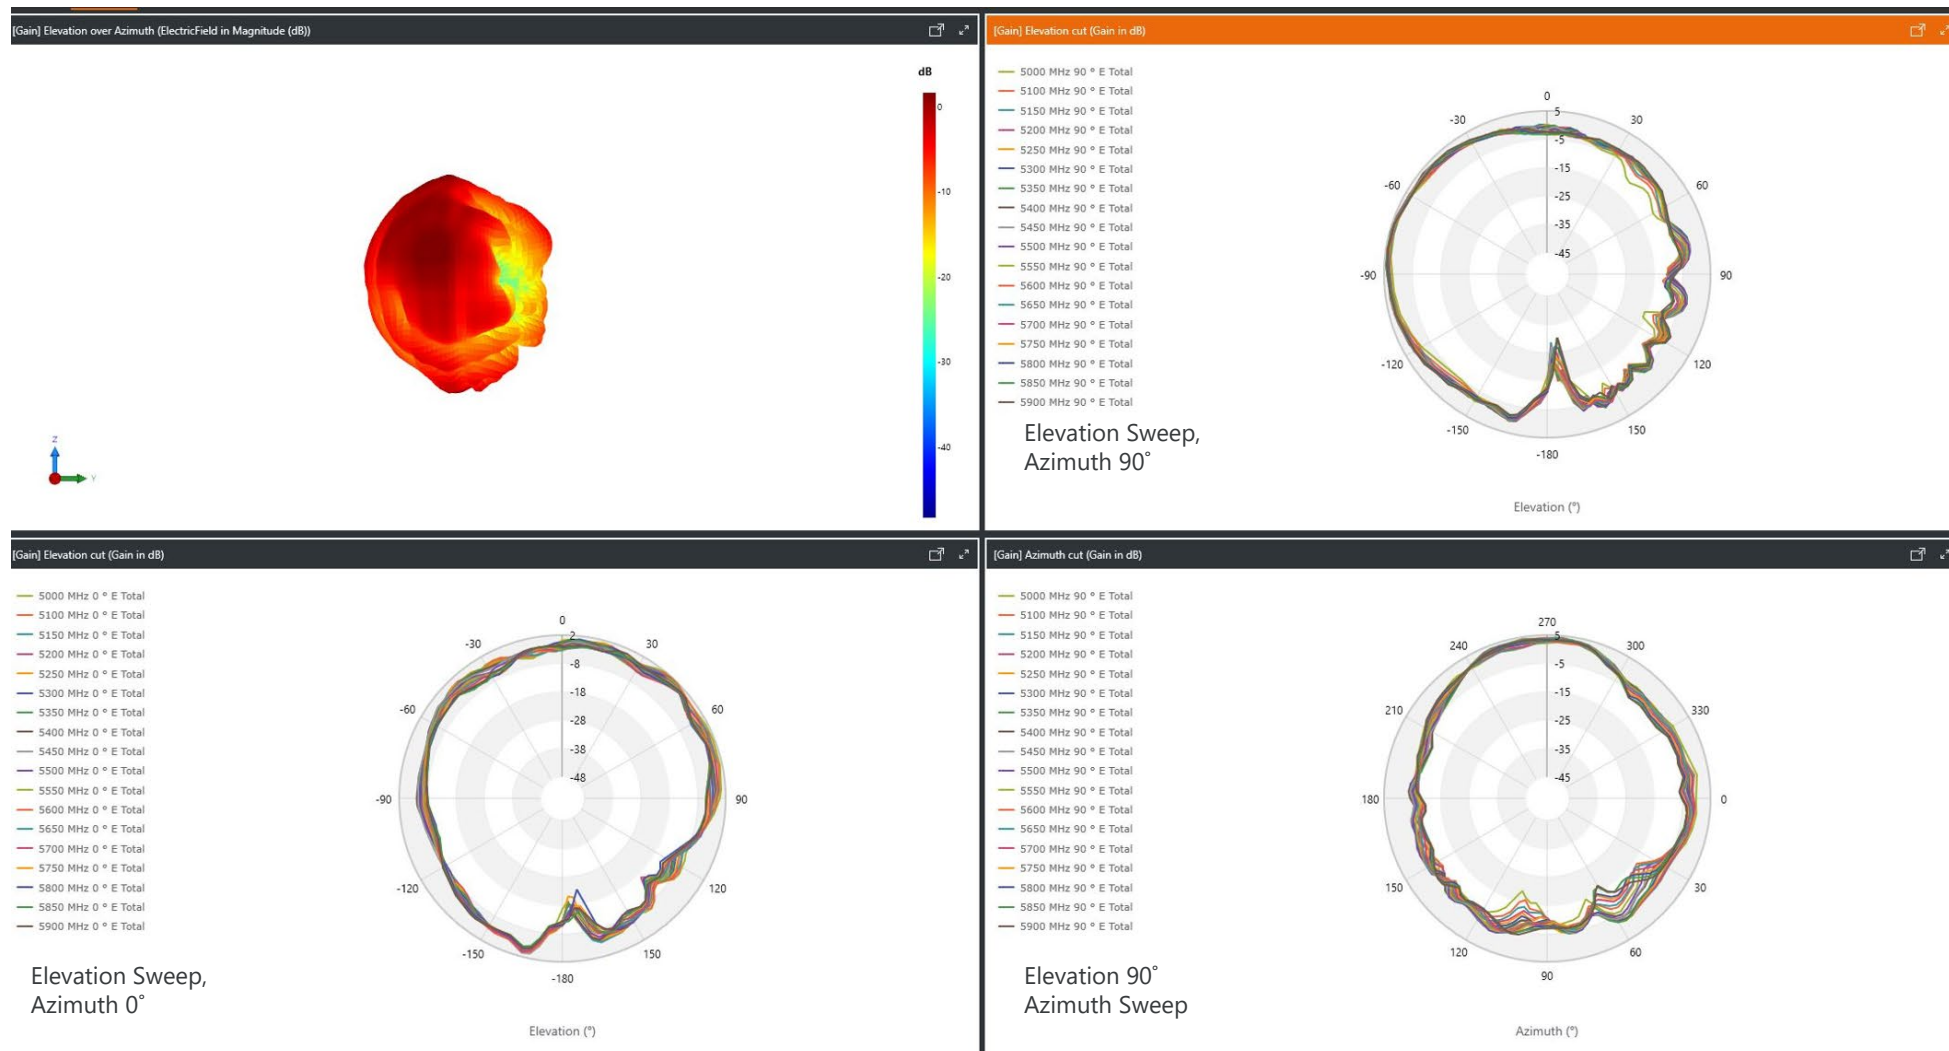 [Gain] Elevation over Azimuth (ElectricField in Magnitude (dB))
dB
0
-10
-20
-30
-40
Z
Y
[Gain] Elevation cut (Gain in dB)
5000 MHz 90 ° E Total
5100 MHz 90 ° E Total
5150 MHz 90 ° E Total
5200 MHz 90 ° E Total
5250 MHz 90 ° E Total
5300 MHz 90 ° E Total
5350 MHz 90 ° E Total
5400 MHz 90 ° E Total
5450 MHz 90 ° E Total
5500 MHz 90 ° E Total
5550 MHz 90 ° E Total
5600 MHz 90 ° E Total
5650 MHz 90 ° E Total
5700 MHz 90 ° E Total
5750 MHz 90 ° E Total
5800 MHz 90 ° E Total
5850 MHz 90 ° E Total
5900 MHz 90 ° E Total
Elevation Sweep,
Azimuth 90˚
0
-30
5
30
-5
-15
-60
60
-25
-35
-45
-90
90
-120
120
-150
150
-180
Elevation (°)
[Gain] Elevation cut (Gain in dB)
5000 MHz 0 ° E Total
5100 MHz 0 ° E Total
5150 MHz 0 ° E Total
5200 MHz 0 ° E Total
5250 MHz 0 ° E Total
5300 MHz 0 ° E Total
5350 MHz 0 ° E Total
5400 MHz 0 ° E Total
5450 MHz 0 ° E Total
5500 MHz 0 ° E Total
5550 MHz 0 ° E Total
5600 MHz 0 ° E Total
5650 MHz 0 ° E Total
5700 MHz 0 ° E Total
5750 MHz 0 ° E Total
5800 MHz 0 ° E Total
5850 MHz 0 ° E Total
5900 MHz 0 ° E Total
Elevation Sweep,
Azimuth 0˚
0
-30
2
30
-8
-18
-60
60
-28
-38
-48
-90
90
-120
120
-150
150
-180
Elevation (°)
[Gain] Azimuth cut (Gain in dB)
5000 MHz 90 ° E Total
5100 MHz 90 ° E Total
5150 MHz 90 ° E Total
5200 MHz 90 ° E Total
5250 MHz 90 ° E Total
5300 MHz 90 ° E Total
5350 MHz 90 ° E Total
5400 MHz 90 ° E Total
5450 MHz 90 ° E Total
5500 MHz 90 ° E Total
5550 MHz 90 ° E Total
5600 MHz 90 ° E Total
5650 MHz 90 ° E Total
5700 MHz 90 ° E Total
5750 MHz 90 ° E Total
5800 MHz 90 ° E Total
5850 MHz 90 ° E Total
5900 MHz 90 ° E Total
Elevation 90˚
Azimuth Sweep
270
240
5
300
-5
-15
210
330
-25
-35
-45
180
0
150
30
120
60
90
Azimuth (°)